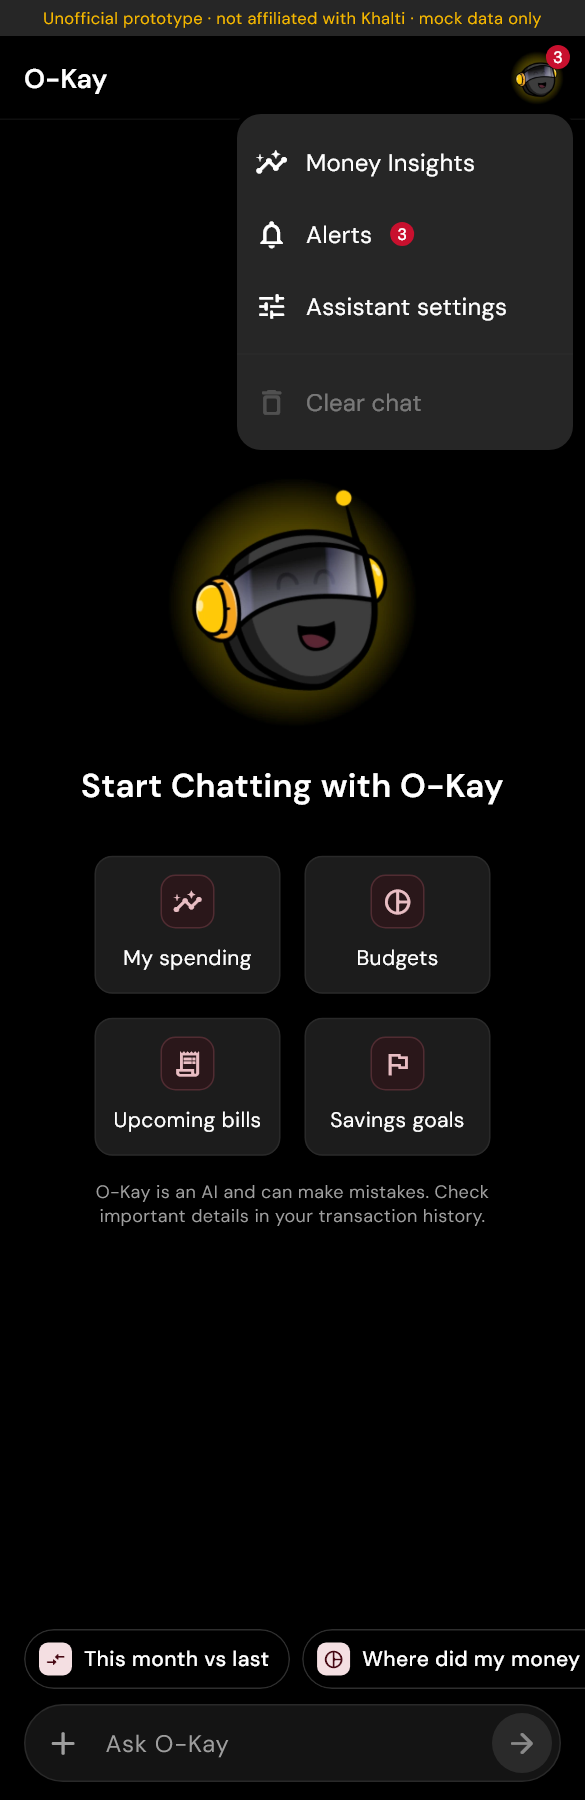 Unofficial prototype · not affiliated with Khalti · mock data only
O-Kay
3
Money Insights
Alerts 3
Assistant settings
Clear chat
Start Chatting with O-Kay
My spending
Budgets
Upcoming bills
Savings goals
O-Kay is an AI and can make mistakes. Check
important details in your transaction history.
This month vs last
Where did my money
Ask O-Kay